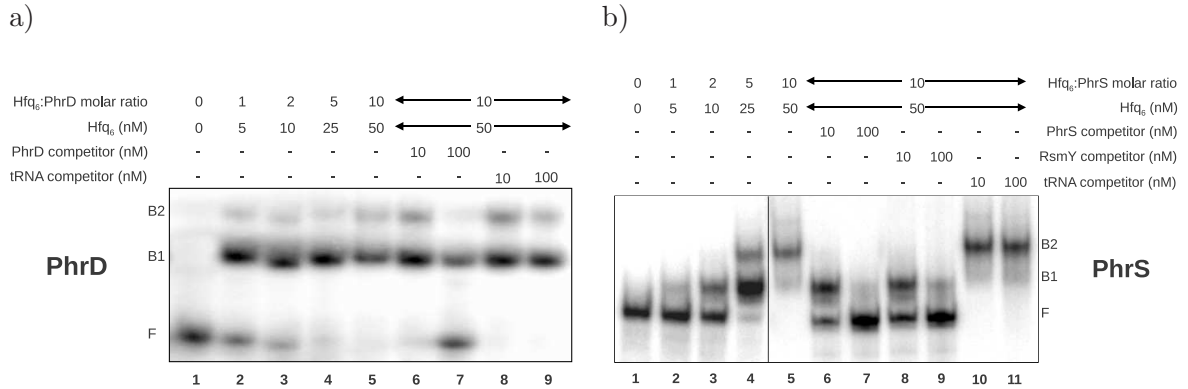 a)
Hfq₆:PhrD molar ratio 0 1 2 5 10 10
Hfq₆ (nM) 0 5 10 25 50 50
PhrD competitor (nM) - - - - - 10 100 - -
tRNA competitor (nM) - - - - - - - 10 100
B2
B1
PhrD
F
1 2 3 4 5 6 7 8 9
b)
0 1 2 5 10 10 Hfq₆:PhrS molar ratio
0 5 10 25 50 50 Hfq₆ (nM)
- - - - - 10 100 - - - - PhrS competitor (nM)
- - - - - - - 10 100 - - RsmY competitor (nM)
- - - - - - - - - 10 100 tRNA competitor (nM)
B2
B1
PhrS
F
1 2 3 4 5 6 7 8 9 10 11